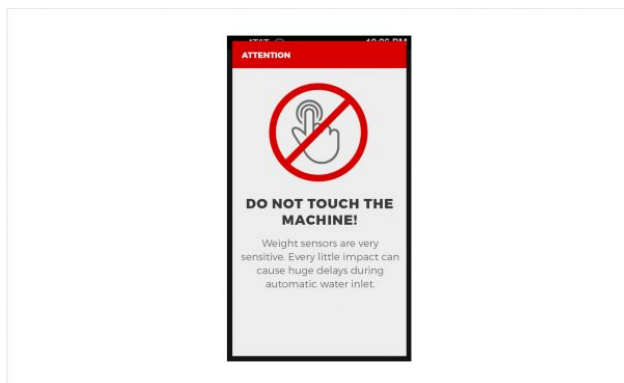 ATTENTION
DO NOT TOUCH THE
MACHINE!
Weight sensors are very
sensitive. Every little impact can
cause huge delays during
automatic water inlet.